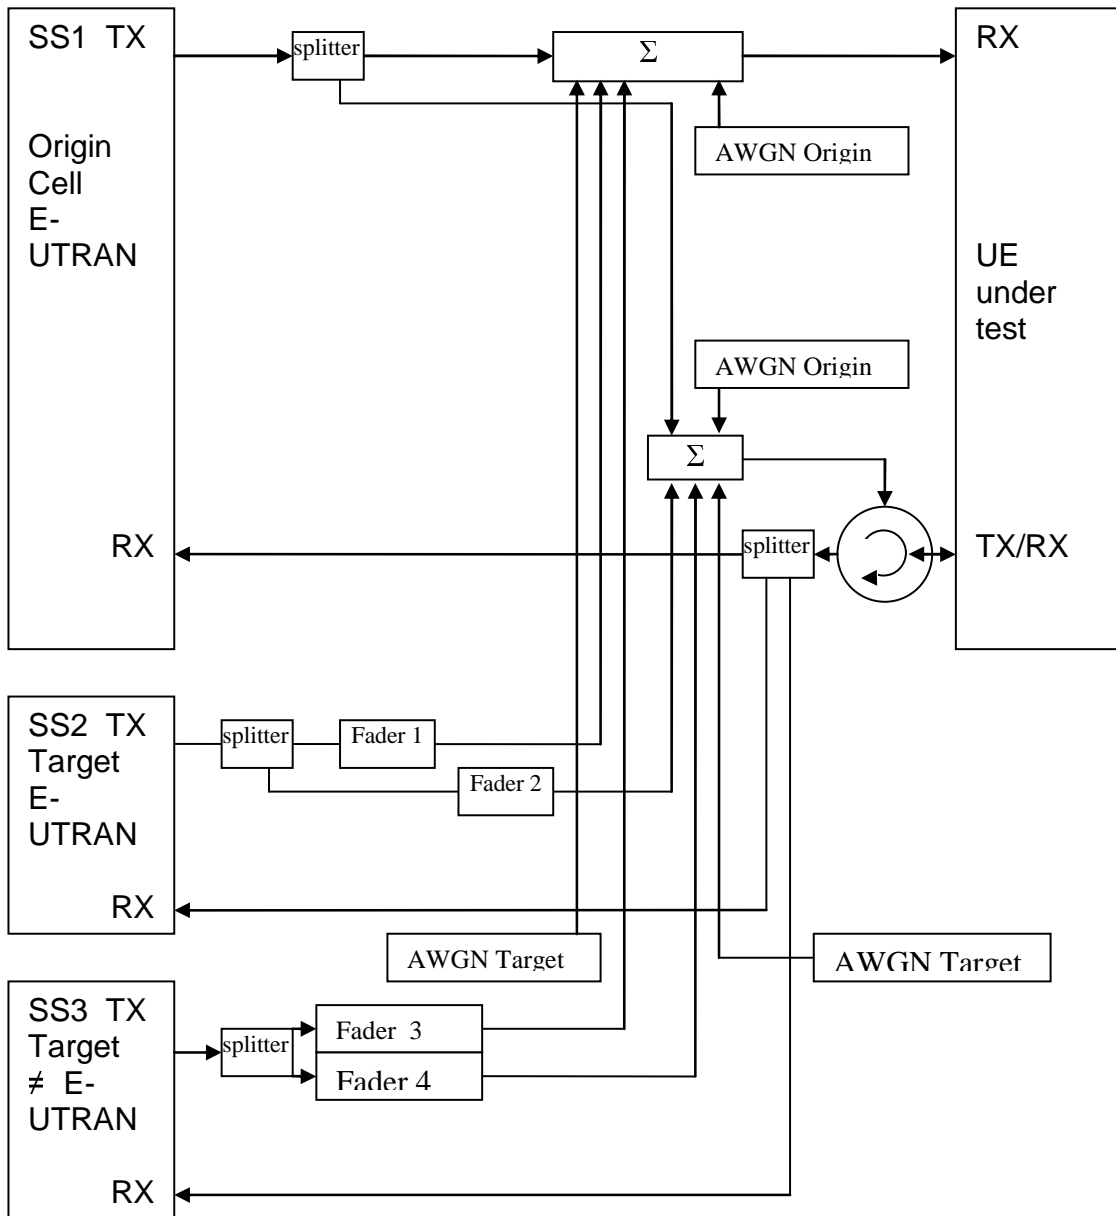 SS1 TX
Origin
Cell
E-
UTRAN
RX
splitter
Σ
AWGN Origin
RX
UE
under
test
TX/RX
AWGN Origin
Σ
splitter
SS2 TX
Target
E-
UTRAN
RX
splitter
Fader 1
Fader 2
AWGN Target
AWGN Target
SS3 TX
Target
≠ E-
UTRAN
RX
splitter
Fader 3
Fader 4